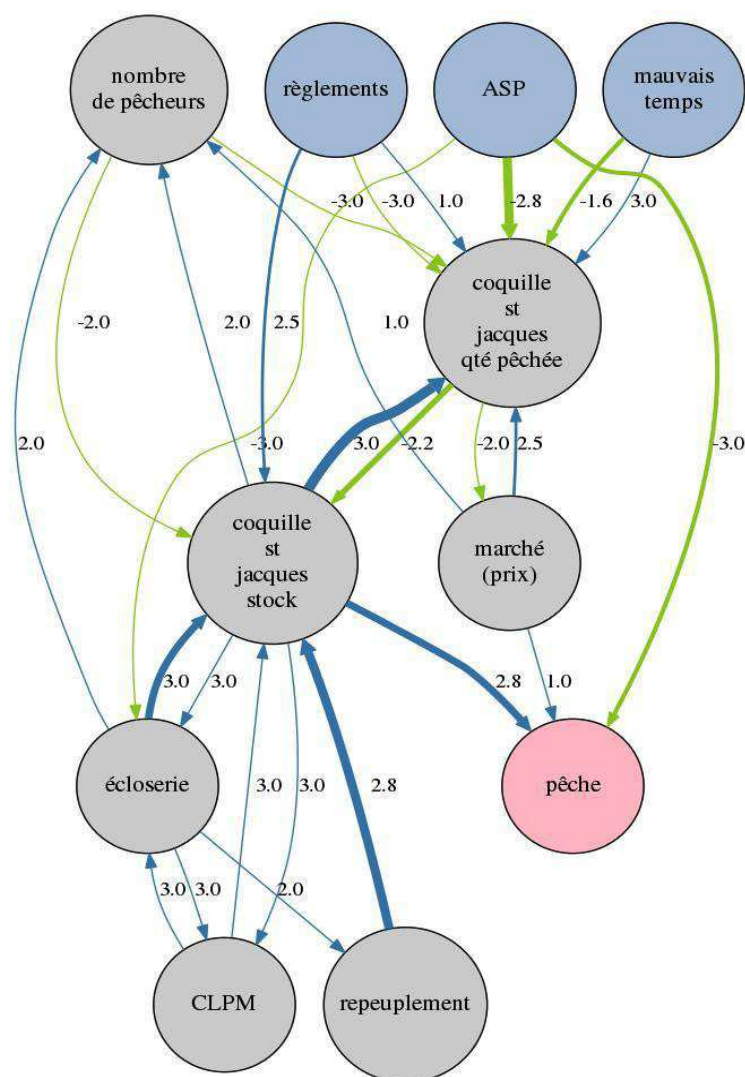 nombre
de pêcheurs
règlements
ASP
mauvais
temps
-3.0
-3.0
1.0
-2.8
-1.6
3.0
coquille
st
jacques
qté pêchée
-2.0
2.0
2.5
1.0
2.0
-3.0
3.0
-2.2
-2.0
2.5
-3.0
coquille
st
jacques
stock
marché
(prix)
3.0
3.0
2.8
1.0
écloserie
3.0
3.0
2.8
pêche
3.0
3.0
2.0
CLPM
repeuplement